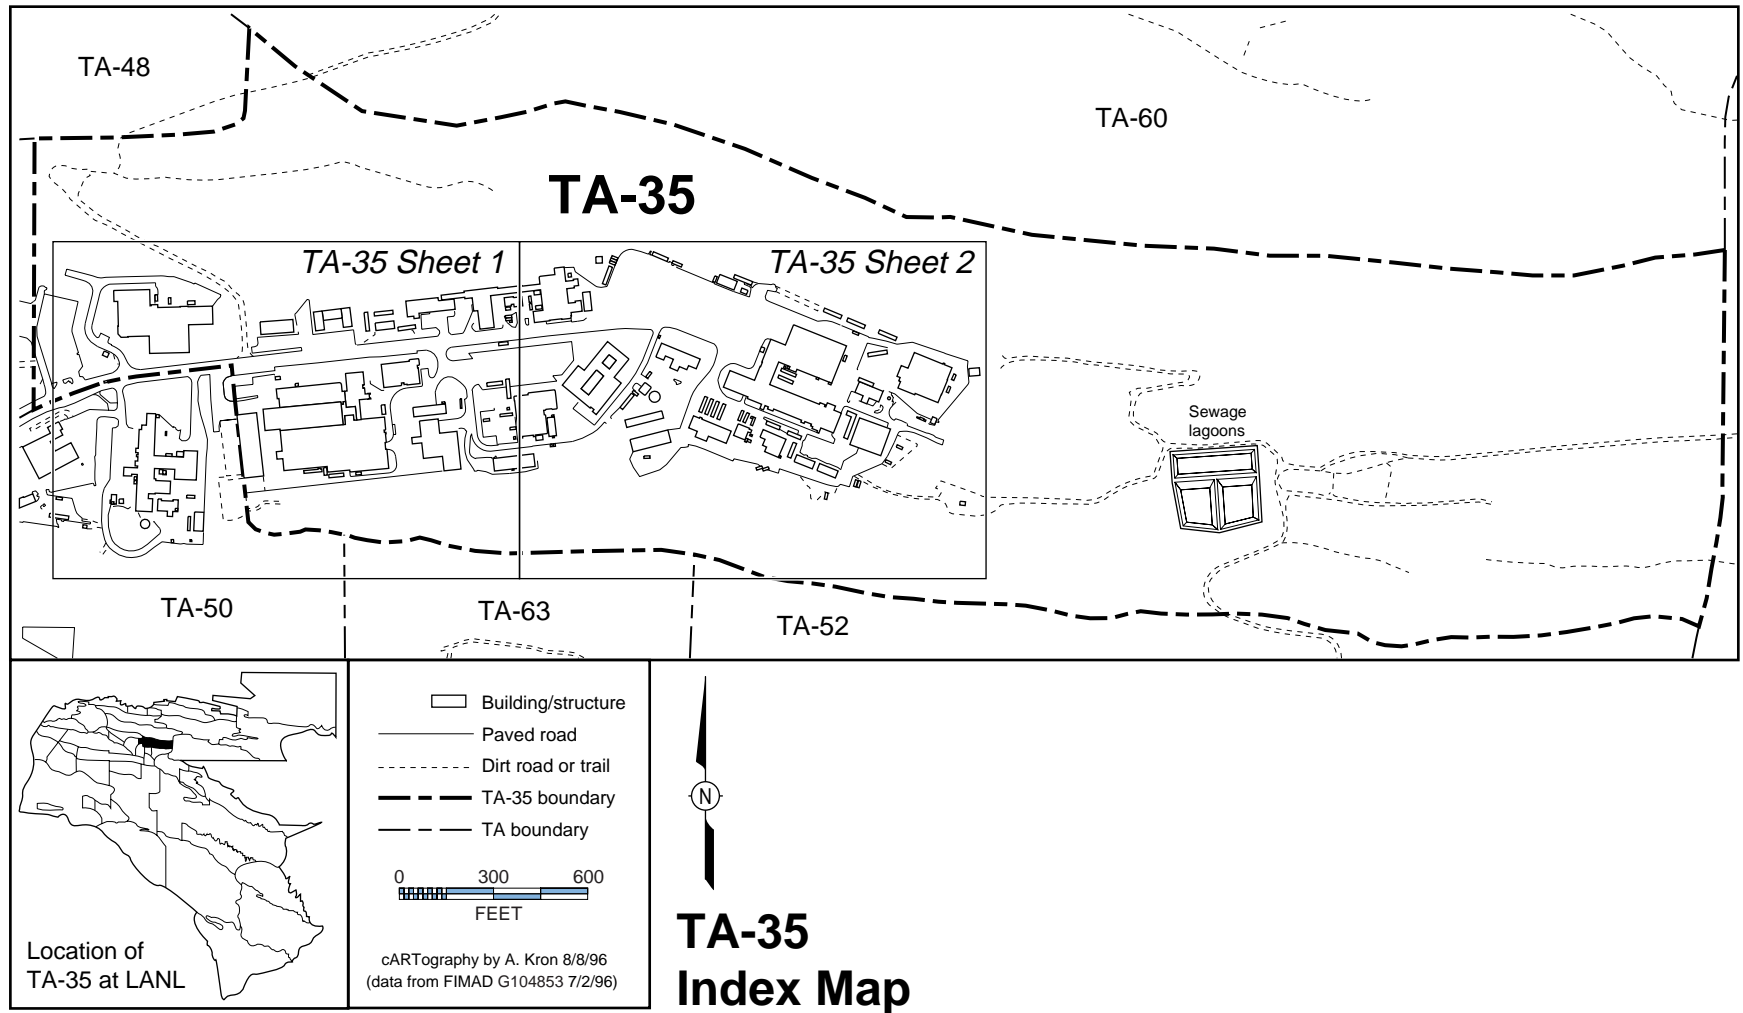 TA-48
TA-60
TA-35
TA-35 Sheet 1
TA-35 Sheet 2
Sewage
lagoons
TA-50
TA-63
TA-52
Location of
TA-35 at LANL
Building/structure
Paved road
Dirt road or trail
TA-35 boundary
TA boundary
0 300 600
FEET
cARTography by A. Kron 8/8/96
(data from FIMAD G104853 7/2/96)
N
TA-35
Index Map